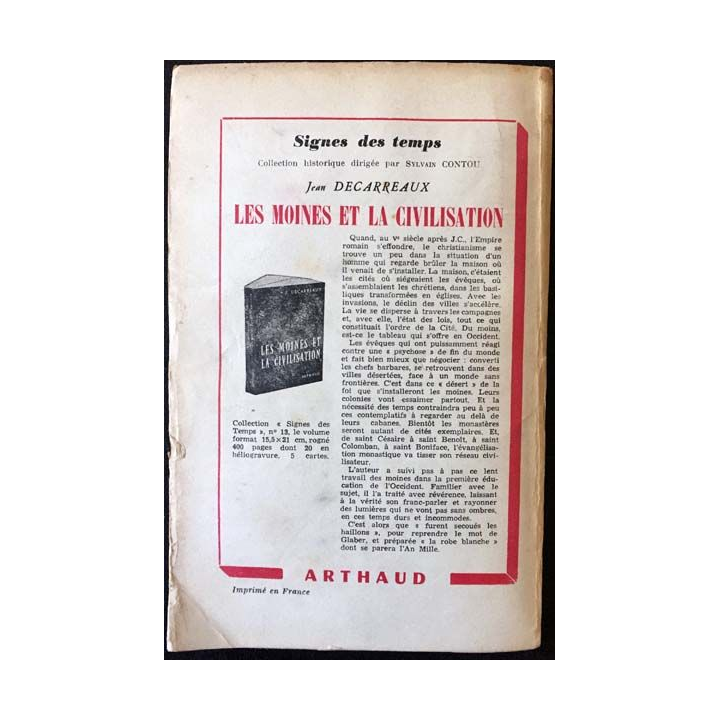 Signes des temps
Collection historique dirigée par SYLVAIN CONTOU
Jean DECARREAUX
LES MOINES ET LA CIVILISATION
J. DECARREAUX
LES MOINES ET
LA CIVILISATION
ARTHAUD
Collection « Signes des
Temps », n° 13, le volume
format 15,5×21 cm, rogné
400 pages dont 20 en
héliogravure, 5 cartes.
Quand, au Vᵉ siècle après J.C., l'Empire
romain s'effondre, le christianisme se
trouve un peu dans la situation d'un
homme qui regarde brûler la maison où
il venait de s'installer. La maison, c'étaient
les cités où siégeaient les évêques, où
s'assemblaient les chrétiens, dans les basi-
liques transformées en églises. Avec les
invasions, le déclin des villes s'accélère.
La vie se disperse à travers les campagnes
et, avec elle, l'état des lois, tout ce qui
constituait l'ordre de la Cité. Du moins,
est-ce le tableau qui s'offre en Occident.
Les évêques qui ont puissamment réagi
contre une « psychose » de fin du monde
et fait bien mieux que négocier : converti
les chefs barbares, se retrouvent dans des
villes désertées, face à un monde sans
frontières. C'est dans ce « désert » de la
foi que s'installeront les moines. Leurs
colonies vont essaimer partout. Et la
nécessité des temps contraindra peu à peu
ces contemplatifs à regarder au delà de
leurs cabanes. Bientôt les monastères
seront autant de cités exemplaires. Et,
de saint Césaire à saint Benoît, à saint
Colomban, à saint Boniface, l'évangélisa-
tion monastique va tisser son réseau civi-
lisateur.
L'auteur a suivi pas à pas ce lent
travail des moines dans la première édu-
cation de l'Occident. Familier avec le
sujet, il l'a traité avec révérence, laissant
à la vérité son franc-parler et rayonner
des lumières qui ne vont pas sans ombres,
en ces temps durs et incommodes.
C'est alors que « furent secoués les
haillons », pour reprendre le mot de
Glaber, et préparée « la robe blanche »
dont se parera l'An Mille.
ARTHAUD
Imprimé en France